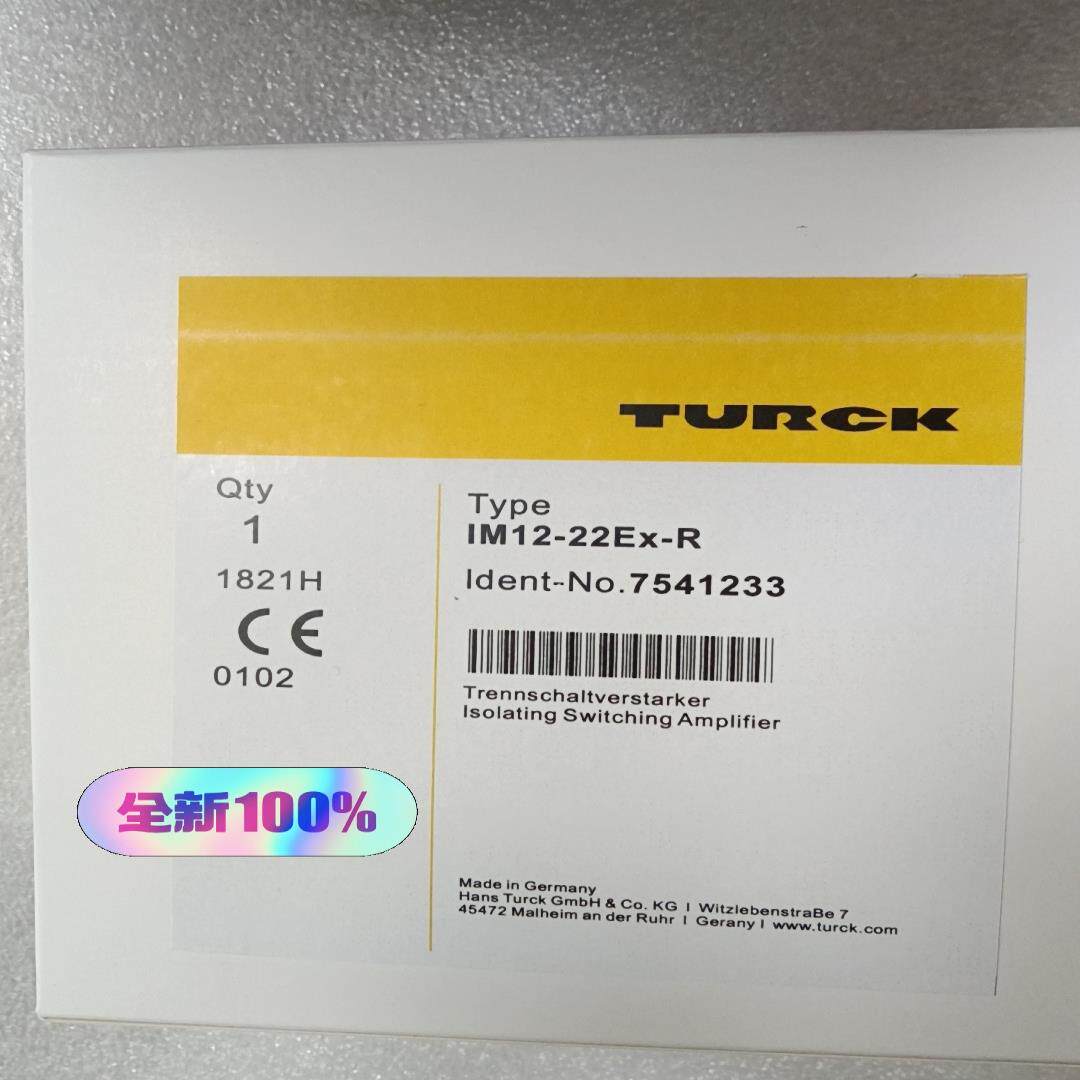 TURCK
Qty
1
1821H
CE
0102
Type
IM12-22Ex-R
Ident-No.7541233
Trennschaltverstarker
Isolating Switching Amplifier
全新100%
Made in Germany
Hans Turck GmbH & Co. KG I WitzlebenstraBe 7
45472 Malheim an der Ruhr I Gerany I www.turck.com